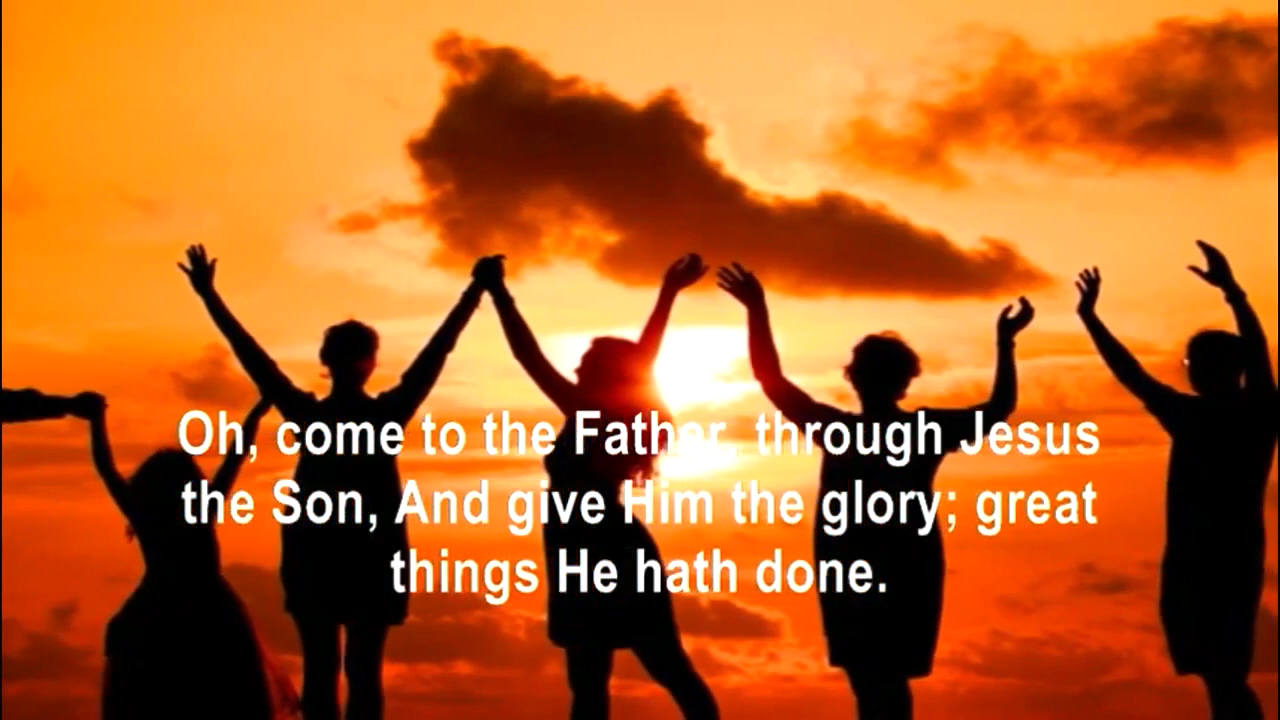 Oh, come to the Father, through Jesus
the Son, And give Him the glory; great
things He hath done.